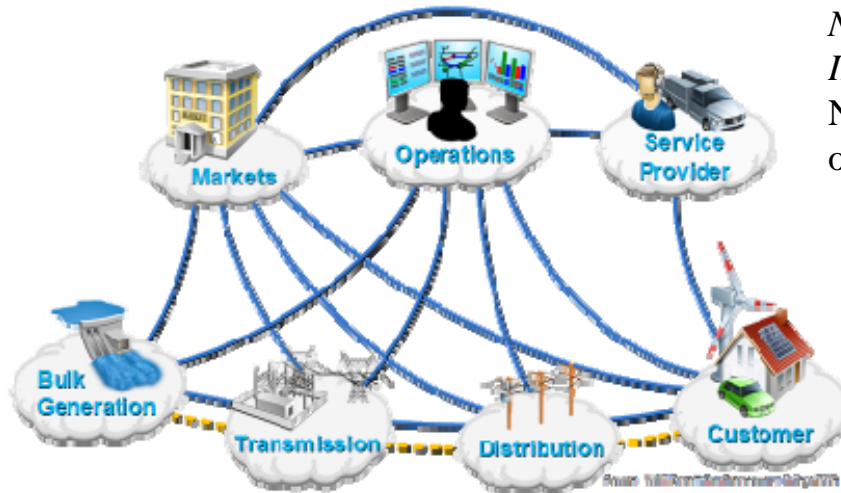 N
I
N
o
Markets
Operations
Service
Provider
Bulk
Generation
Transmission
Distribution
Customer